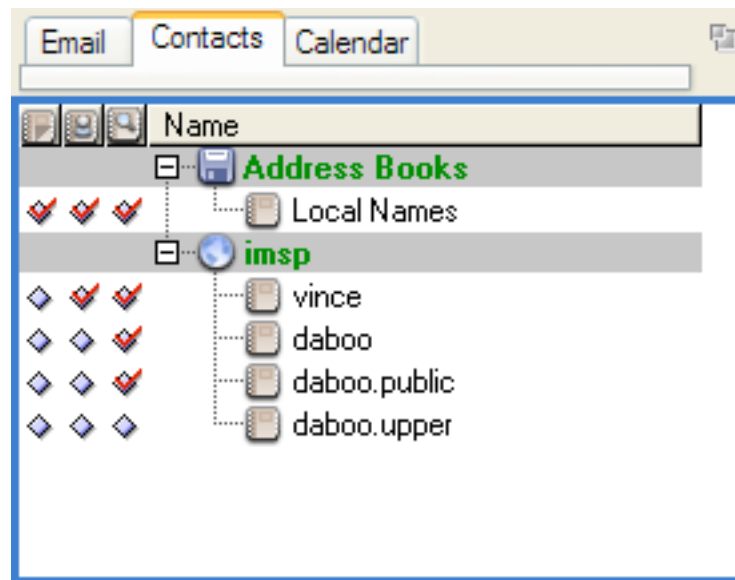 Email Contacts Calendar
Name
Address Books
Local Names
imsp
vince
daboo
daboo.public
daboo.upper